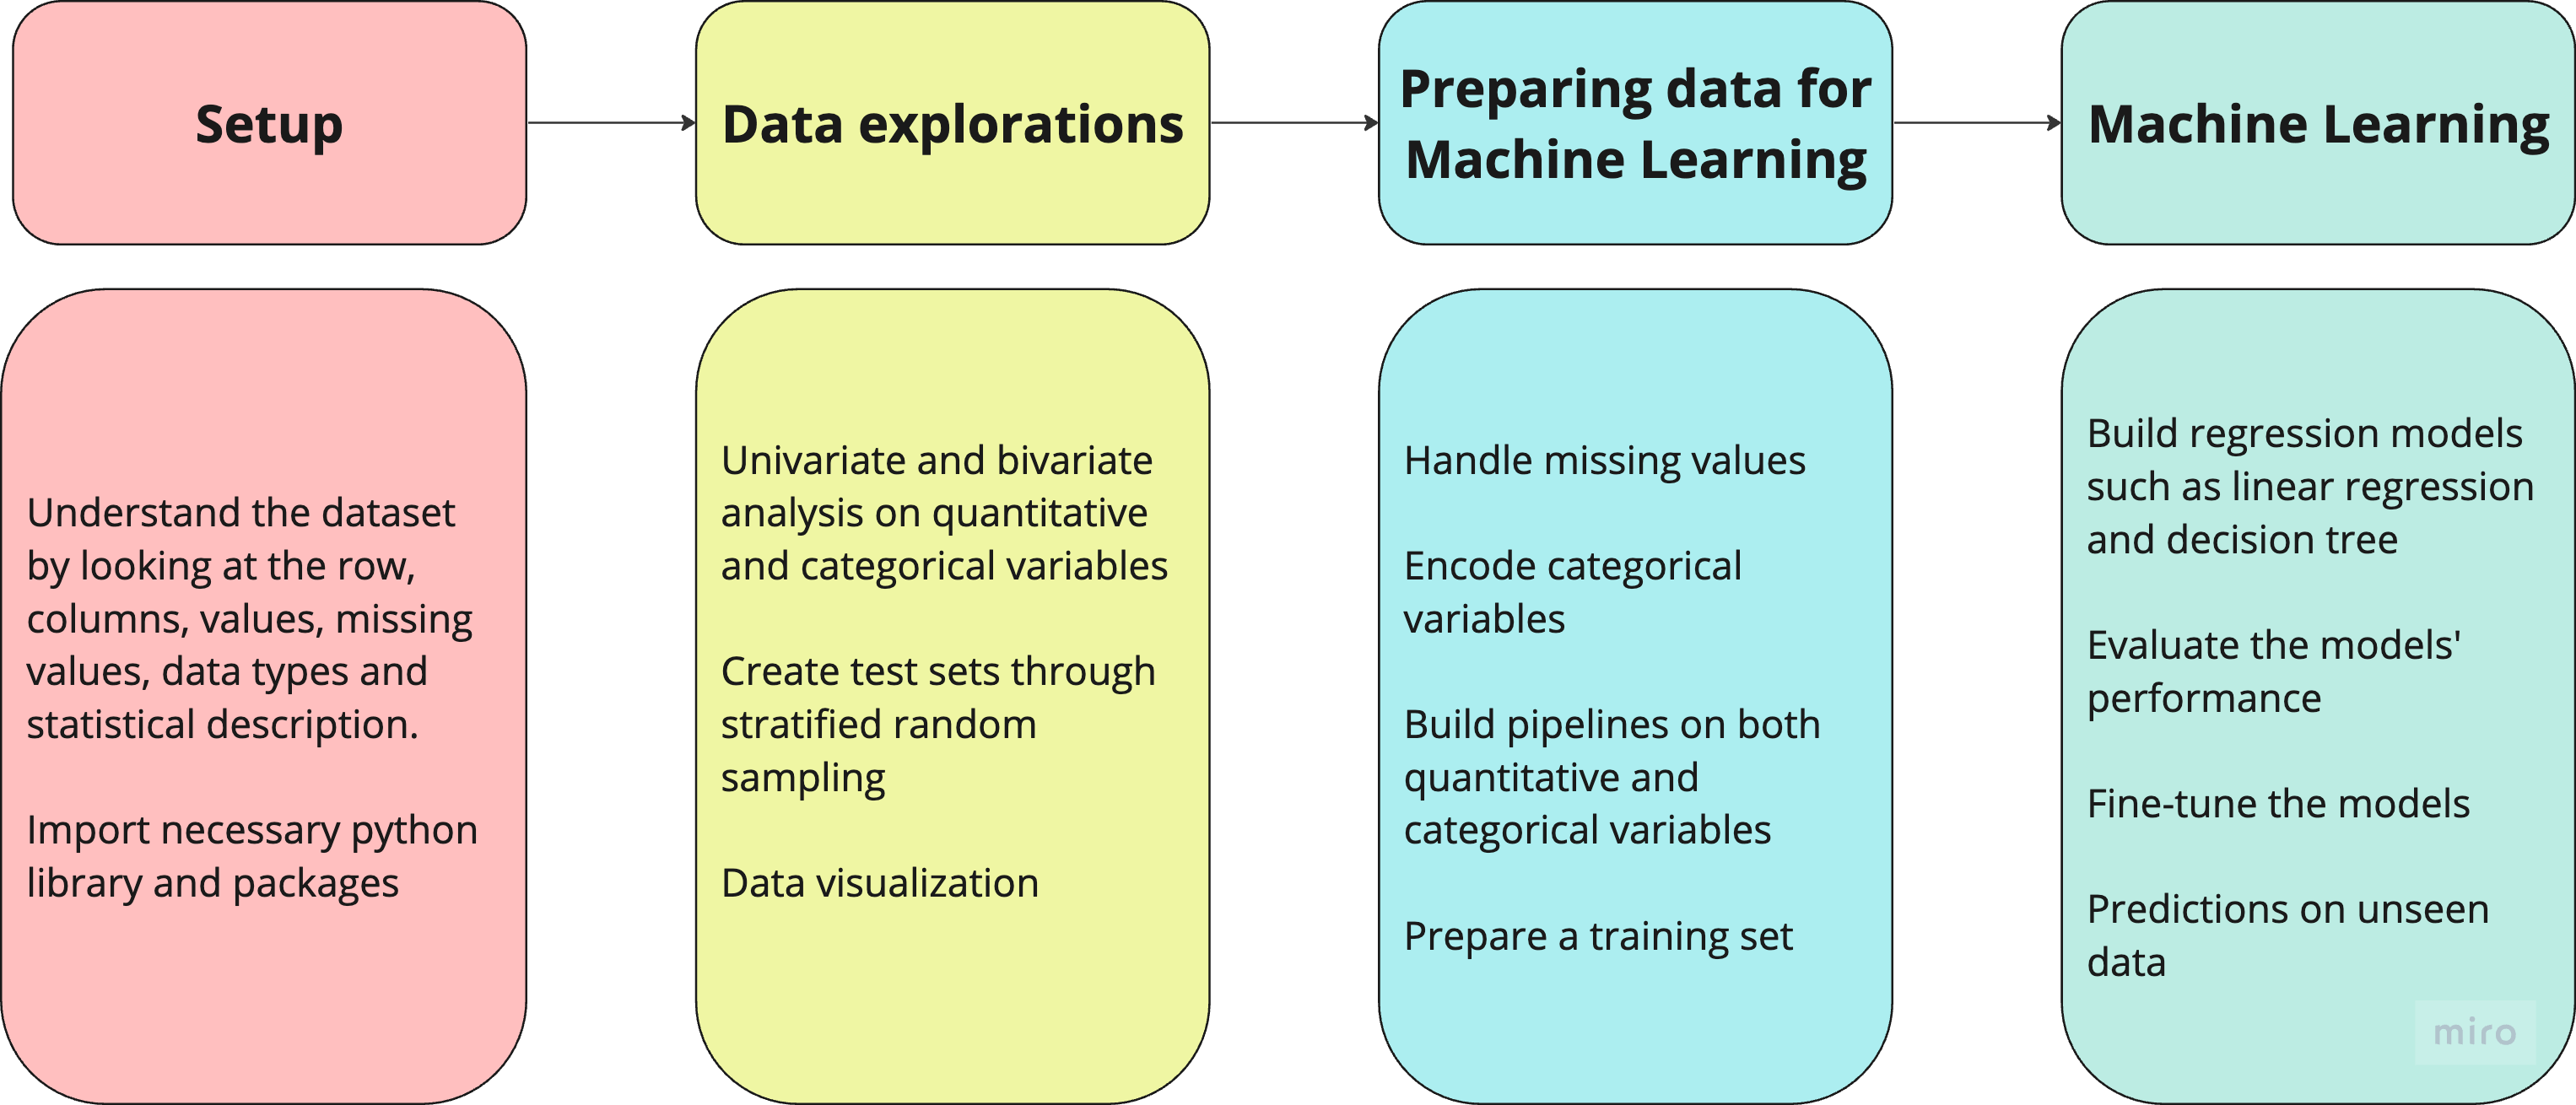 Setup
Data explorations
Preparing data for
Machine Learning
Machine Learning
Understand the dataset
by looking at the row,
columns, values, missing
values, data types and
statistical description.
Import necessary python
library and packages
Univariate and bivariate
analysis on quantitative
and categorical variables
Create test sets through
stratified random
sampling
Data visualization
Handle missing values
Encode categorical
variables
Build pipelines on both
quantitative and
categorical variables
Prepare a training set
Build regression models
such as linear regression
and decision tree
Evaluate the models'
performance
Fine-tune the models
Predictions on unseen
data
miro